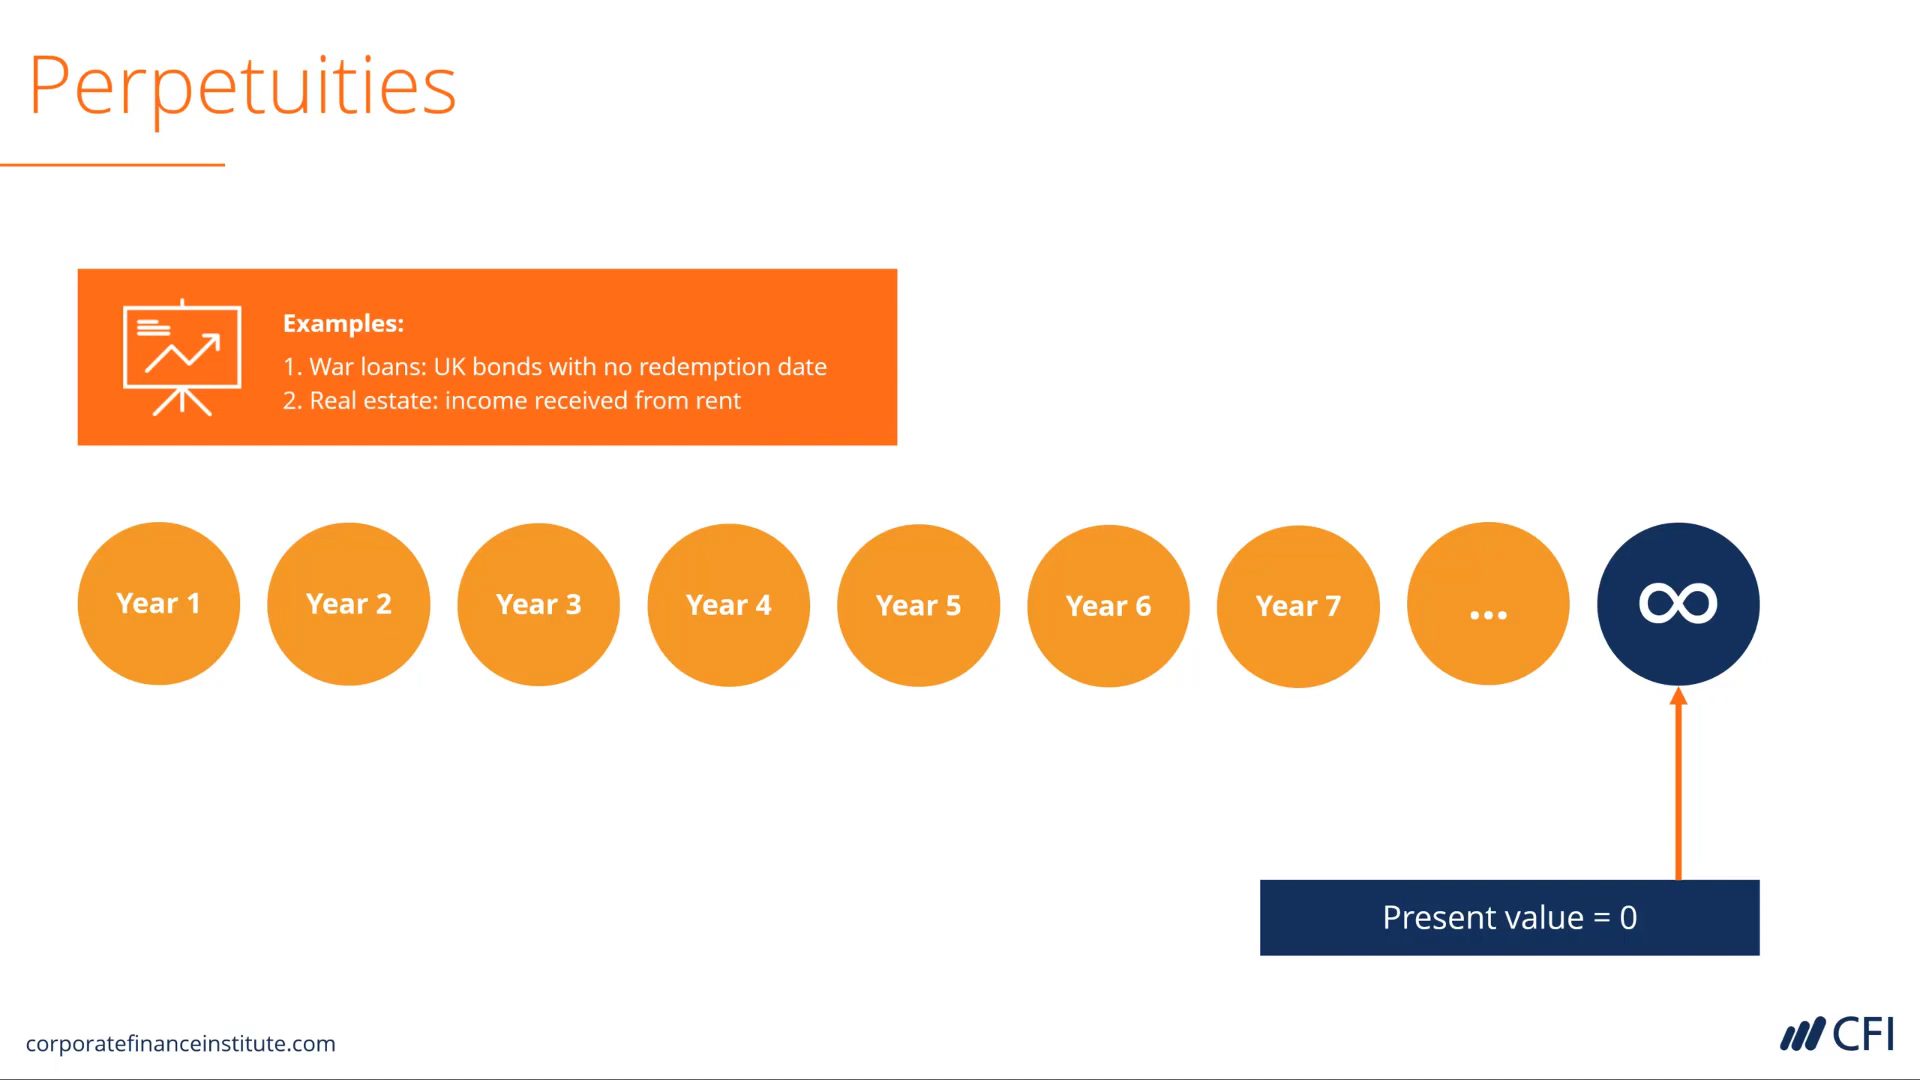 Perpetuities
Examples:
1. War loans: UK bonds with no redemption date
2. Real estate: income received from rent
Year 1
Year 2
Year 3
Year 4
Year 5
Year 6
Year 7
...
∞
Present value = 0
corporatefinanceinstitute.com
CFI